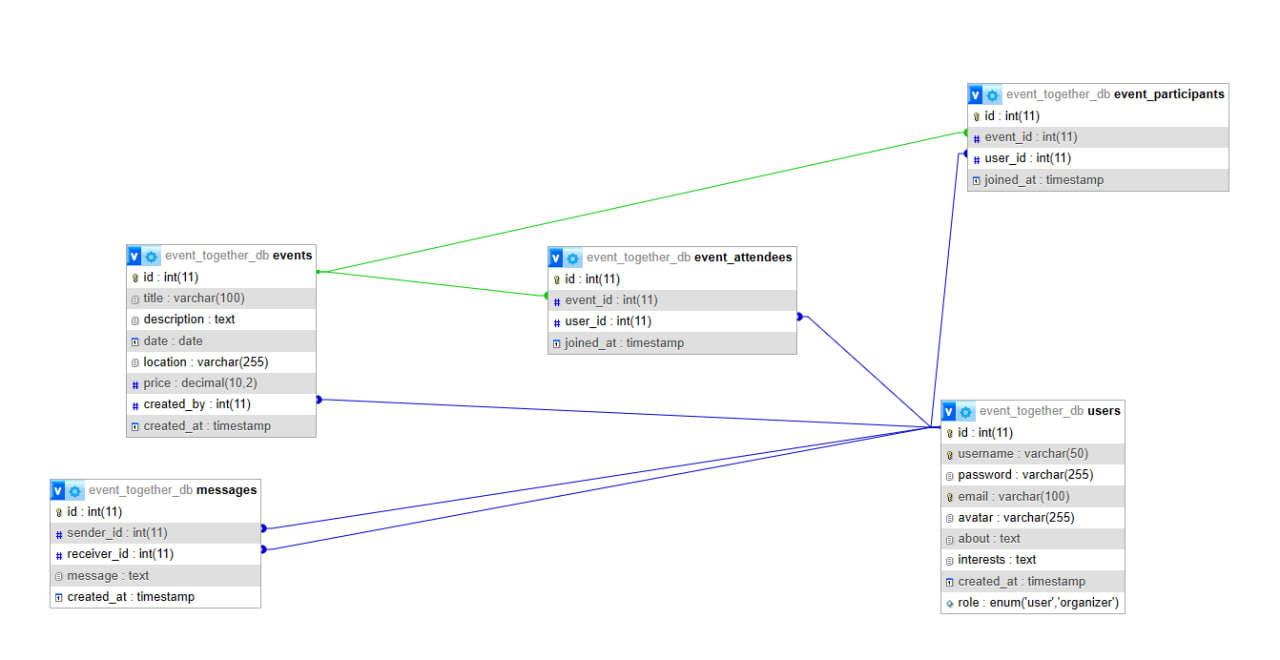 event_together_db event_participants
id : int(11)
event_id : int(11)
user_id : int(11)
joined_at : timestamp
event_together_db events
id : int(11)
title : varchar(100)
description : text
date : date
location : varchar(255)
price : decimal(10,2)
created_by : int(11)
created_at : timestamp
event_together_db event_attendees
id : int(11)
event_id : int(11)
user_id : int(11)
joined_at : timestamp
event_together_db users
id : int(11)
username : varchar(50)
password : varchar(255)
email : varchar(100)
avatar : varchar(255)
about : text
interests : text
created_at : timestamp
role : enum('user','organizer')
event_together_db messages
id : int(11)
sender_id : int(11)
receiver_id : int(11)
message : text
created_at : timestamp